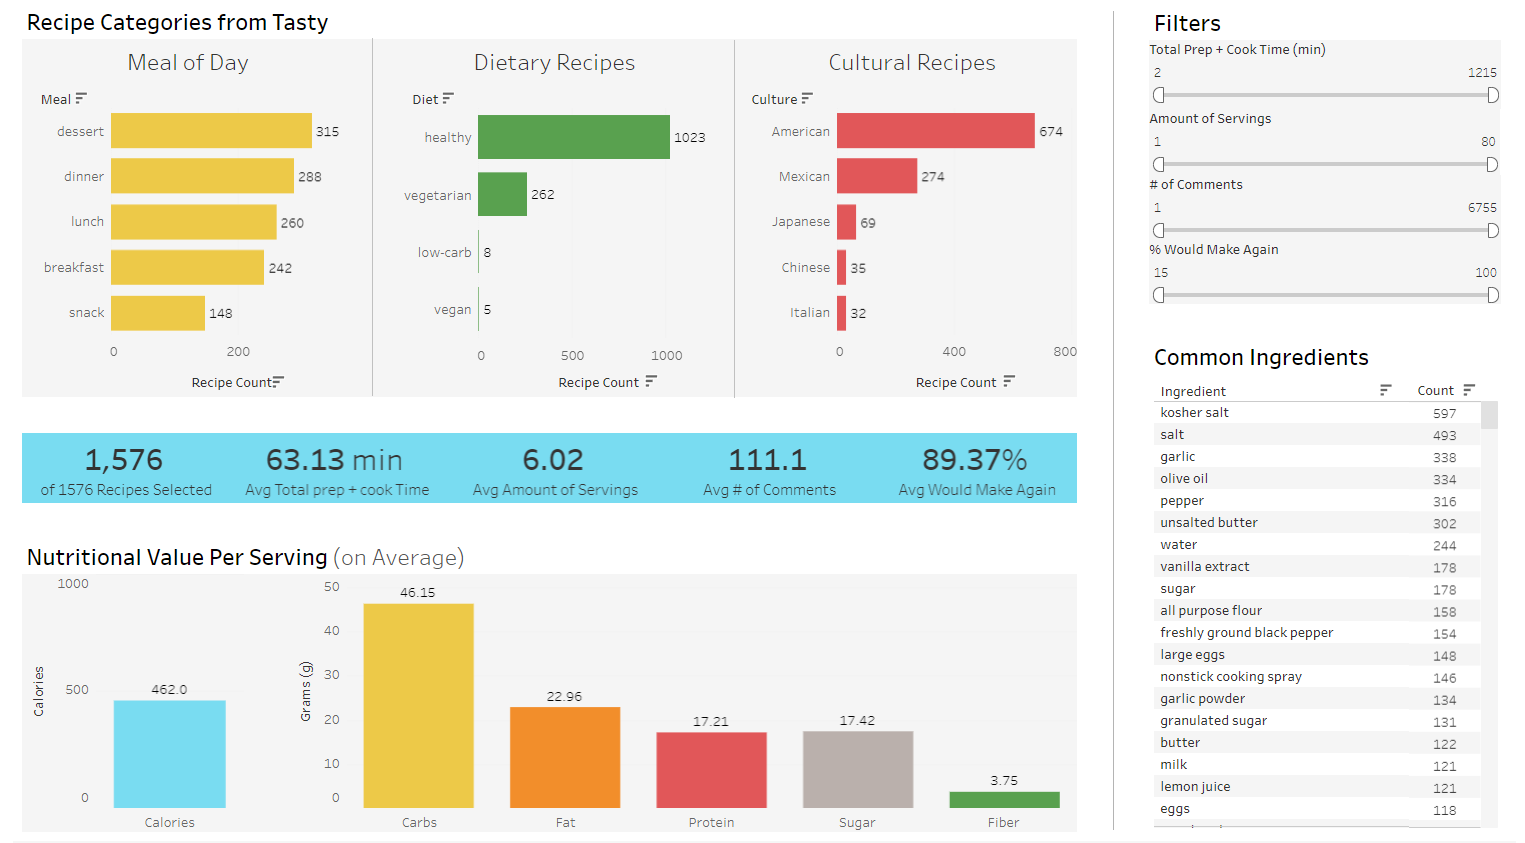 Recipe Categories from Tasty
Meal of Day
Meal
dessert 315
dinner 288
lunch 260
breakfast 242
snack 148
0 200
Recipe Count
Dietary Recipes
Diet
healthy 1023
vegetarian 262
low-carb 8
vegan 5
0 500 1000
Recipe Count
Cultural Recipes
Culture
American 674
Mexican 274
Japanese 69
Chinese 35
Italian 32
0 400 800
Recipe Count
1,576
of 1576 Recipes Selected
63.13 min
Avg Total prep + cook Time
6.02
Avg Amount of Servings
111.1
Avg # of Comments
89.37%
Avg Would Make Again
Nutritional Value Per Serving (on Average)
Calories
1000
500
0
462.0
Calories
Grams (g)
50
40
30
20
10
0
46.15
22.96
17.21
17.42
3.75
Carbs Fat Protein Sugar Fiber
Filters
Total Prep + Cook Time (min)
2 1215
Amount of Servings
1 80
# of Comments
1 6755
% Would Make Again
15 100
Common Ingredients
Ingredient Count
kosher salt 597
salt 493
garlic 338
olive oil 334
pepper 316
unsalted butter 302
water 244
vanilla extract 178
sugar 178
all purpose flour 158
freshly ground black pepper 154
large eggs 148
nonstick cooking spray 146
garlic powder 134
granulated sugar 131
butter 122
milk 121
lemon juice 121
eggs 118